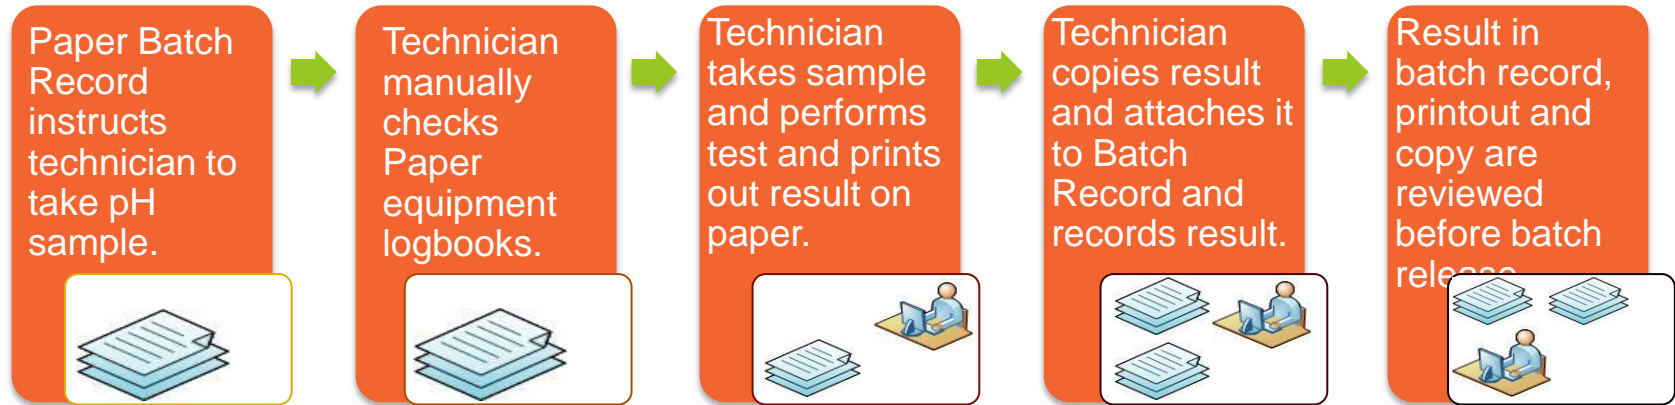 Paper Batch
Record
instructs
technician to
take pH
sample.
Technician
manually
checks
Paper
equipment
logbooks.
Technician
takes sample
and performs
test and prints
out result on
paper.
Technician
copies result
and attaches it
to Batch
Record and
records result.
Result in
batch record,
printout and
copy are
reviewed
before batch
release.